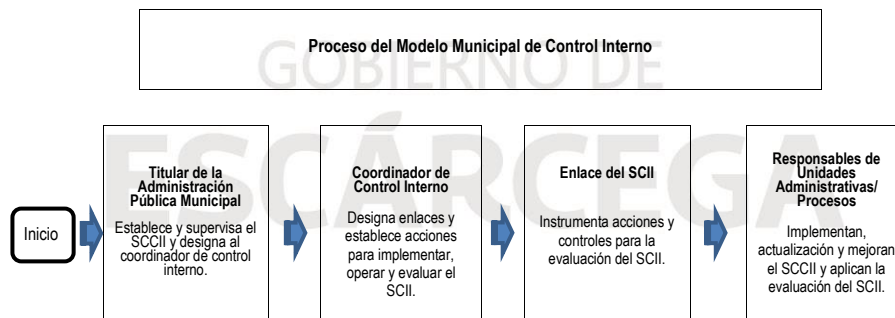 Proceso del Modelo Municipal de Control Interno
GOBIERNO DE
ESCÁRCEGA
Inicio
Titular de la
Administración
Pública Municipal
Establece y supervisa el
SCCII y designa al
coordinador de control
interno.
Coordinador de
Control Interno
Designa enlaces y
establece acciones
para implementar,
operar y evaluar el
SCII.
Enlace del SCII
Instrumenta acciones y
controles para la
evaluación del SCII.
Responsables de
Unidades
Administrativas/
Procesos
Implementan,
actualización y mejoran
el SCCII y aplican la
evaluación del SCII.